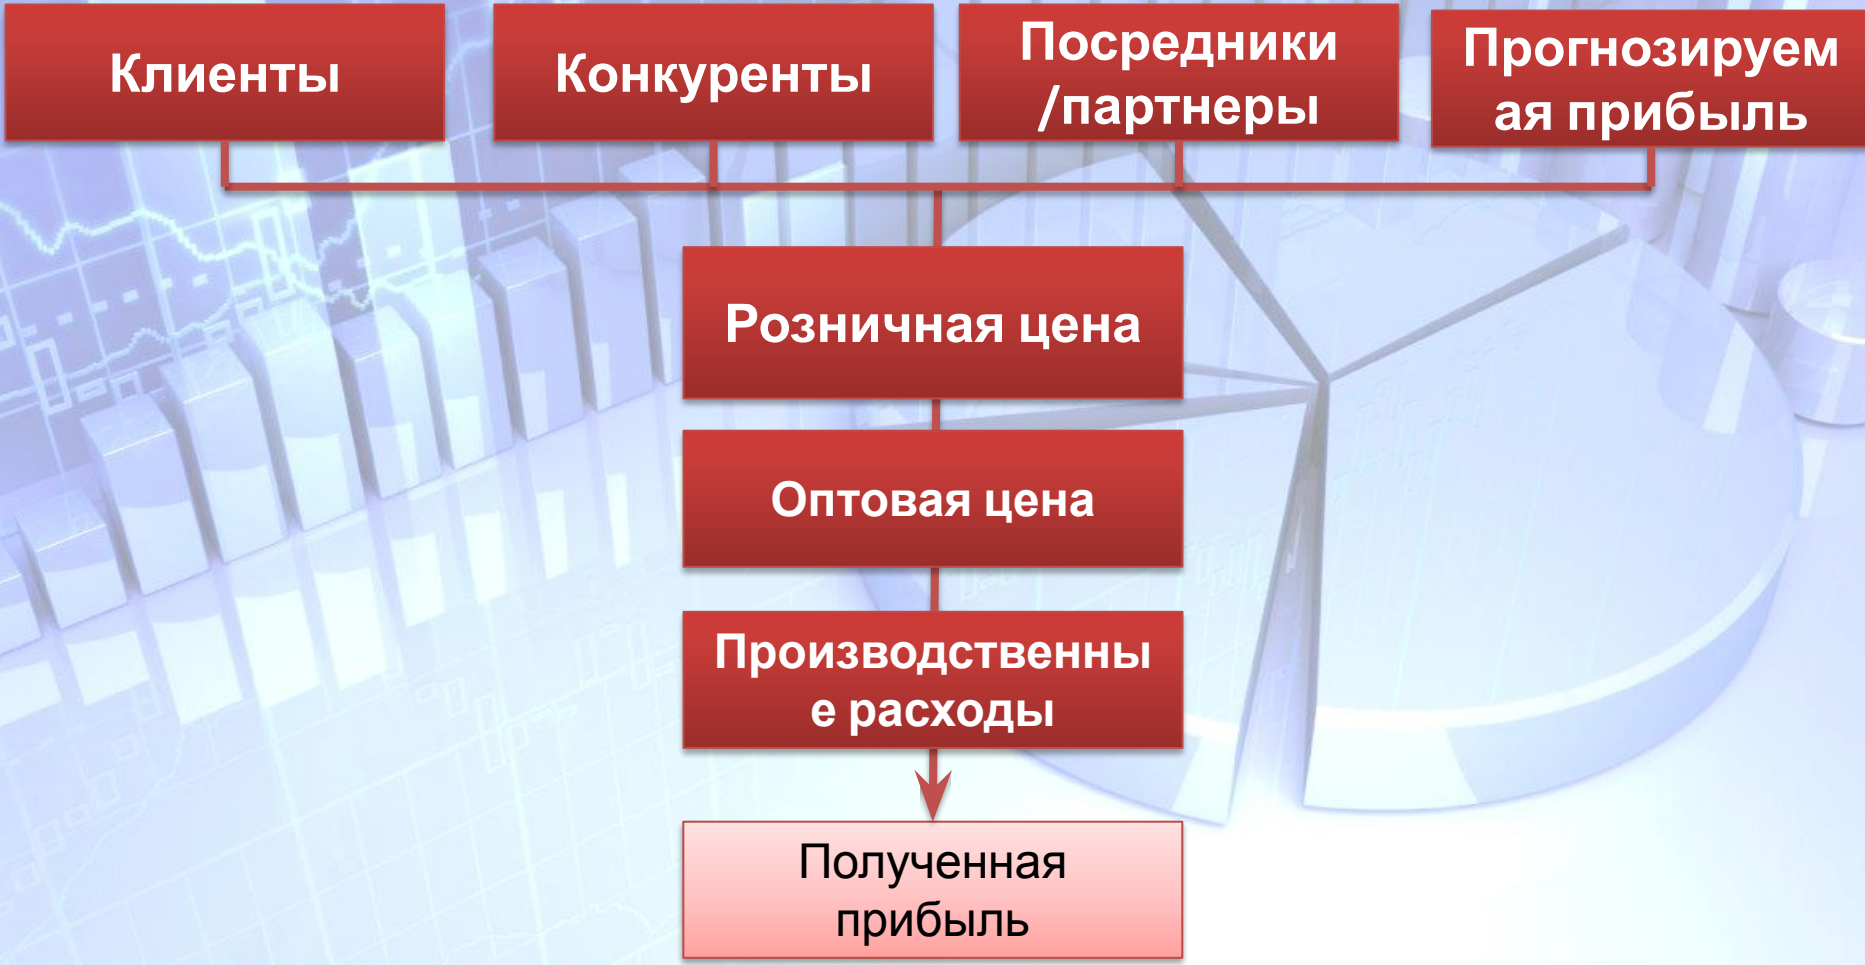 Клиенты
Конкуренты
Посредники
/партнеры
Прогнозируем
ая прибыль
Розничная цена
Оптовая цена
Производственны
е расходы
Полученная
прибыль